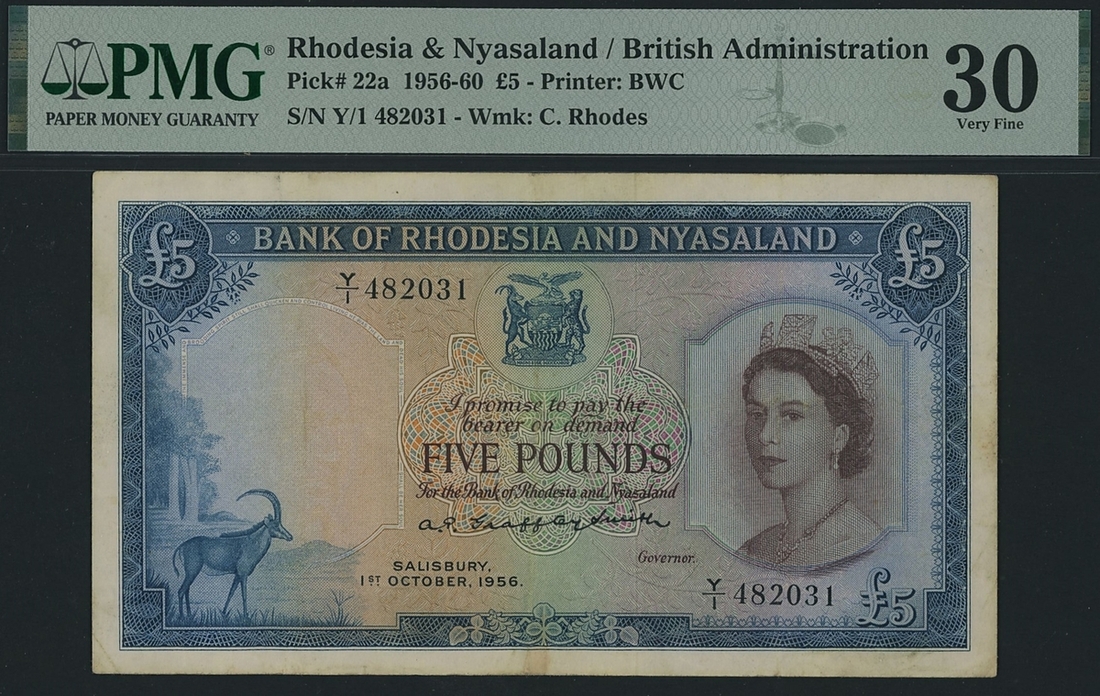 PMG®
PAPER MONEY GUARANTY
Rhodesia & Nyasaland / British Administration
Pick# 22a 1956-60 £5 - Printer: BWC
S/N Y/1 482031 - Wmk: C. Rhodes
30
Very Fine
£5 BANK OF RHODESIA AND NYASALAND £5
Y/1 482031
I promise to pay the
bearer on demand
FIVE POUNDS
For the Bank of Rhodesia and Nyasaland
Governor.
SALISBURY,
1ST OCTOBER, 1956.
Y/1 482031 £5